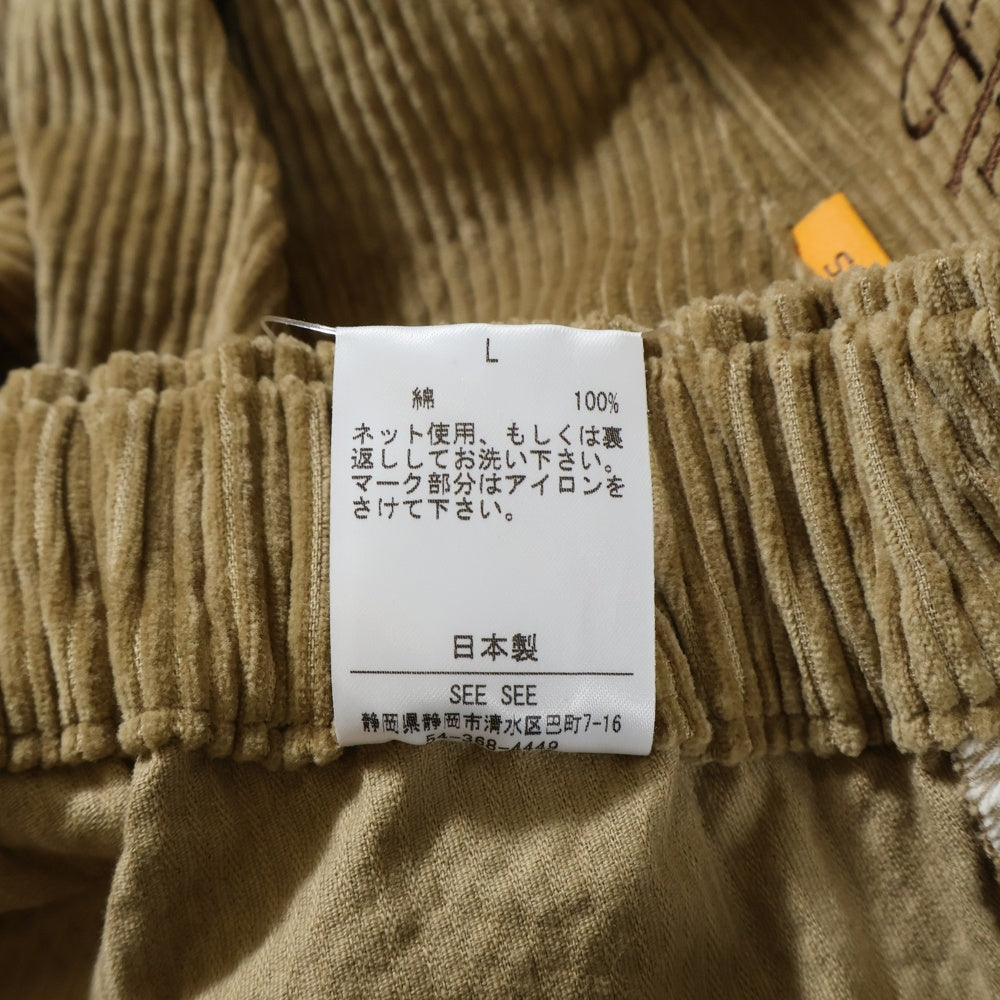 L
綿 100%
ネット使用、もしくは裏
返ししてお洗い下さい。
マーク部分はアイロンを
さけて下さい。
日本製
SEE SEE
静岡県静岡市清水区巴町7-16
54-368-4449